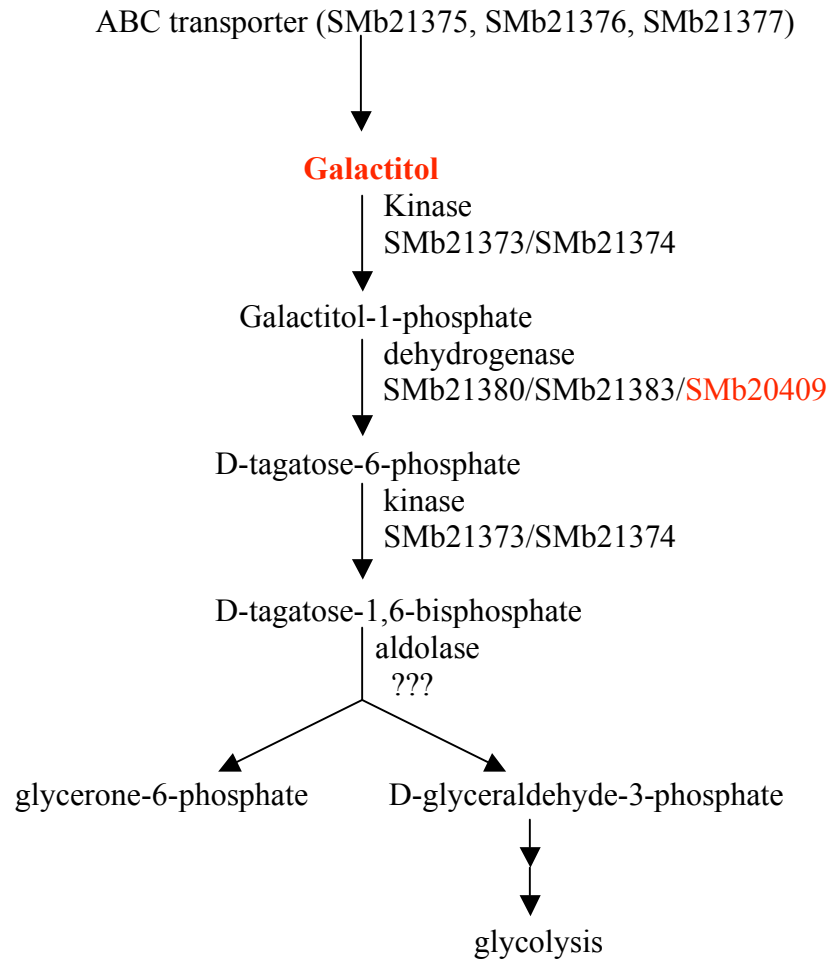 ABC transporter (SMb21375, SMb21376, SMb21377)
Galactitol
Kinase
SMb21373/SMb21374
Galactitol-1-phosphate
dehydrogenase
SMb21380/SMb21383/SMb20409
D-tagatose-6-phosphate
kinase
SMb21373/SMb21374
D-tagatose-1,6-bisphosphate
aldolase
???
glycerone-6-phosphate
D-glyceraldehyde-3-phosphate
glycolysis